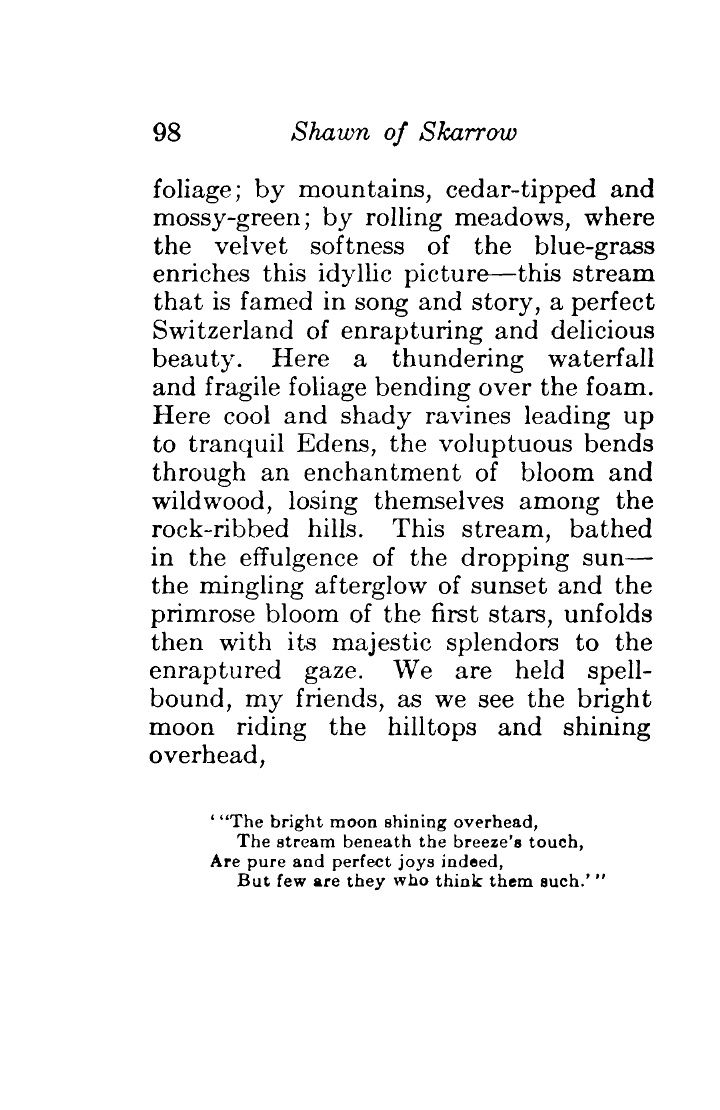 98 Shawn of Skarrow
foliage; by mountains, cedar-tipped and
mossy-green; by rolling meadows, where
the velvet softness of the blue-grass
enriches this idyllic picture—this stream
that is famed in song and story, a perfect
Switzerland of enrapturing and delicious
beauty. Here a thundering waterfall
and fragile foliage bending over the foam.
Here cool and shady ravines leading up
to tranquil Edens, the voluptuous bends
through an enchantment of bloom and
wildwood, losing themselves among the
rock-ribbed hills. This stream, bathed
in the effulgence of the dropping sun—
the mingling afterglow of sunset and the
primrose bloom of the first stars, unfolds
then with its majestic splendors to the
enraptured gaze. We are held spell-
bound, my friends, as we see the bright
moon riding the hilltops and shining
overhead,
‘“The bright moon shining overhead,
The stream beneath the breeze's touch,
Are pure and perfect joys indeed,
But few are they who think them such.’”